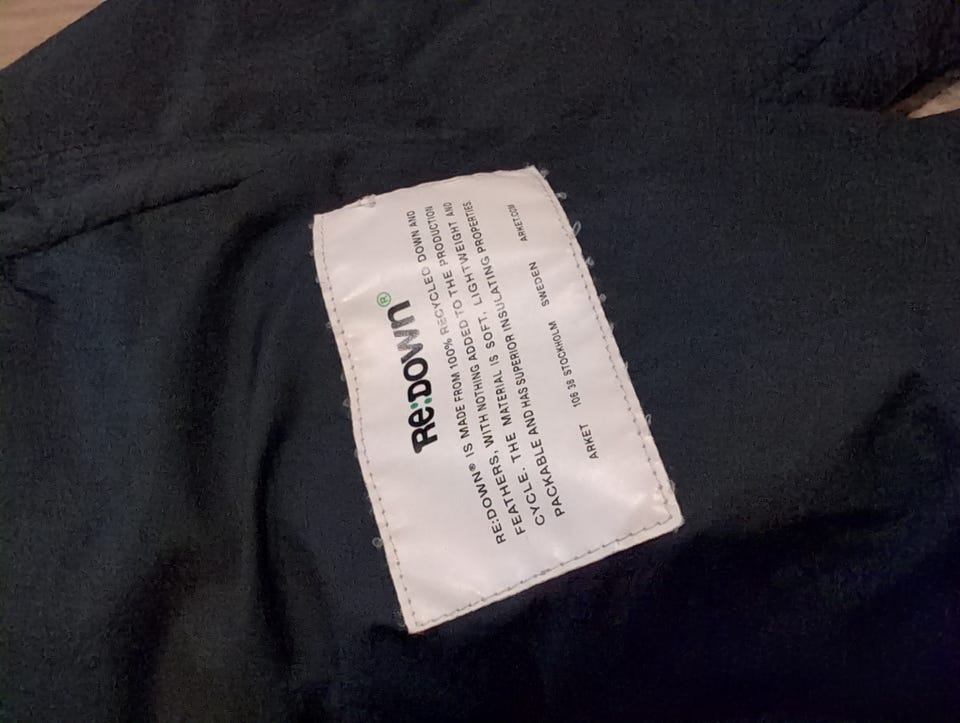 Re:DOWN®
RE:DOWN® IS MADE FROM 100% RECYCLED DOWN AND
FEATHERS, WITH NOTHING ADDED TO THE PRODUCTION
CYCLE. THE MATERIAL IS SOFT, LIGHTWEIGHT AND
PACKABLE AND HAS SUPERIOR INSULATING PROPERTIES.
ARKET 106 38 STOCKHOLM SWEDEN ARKET.COM